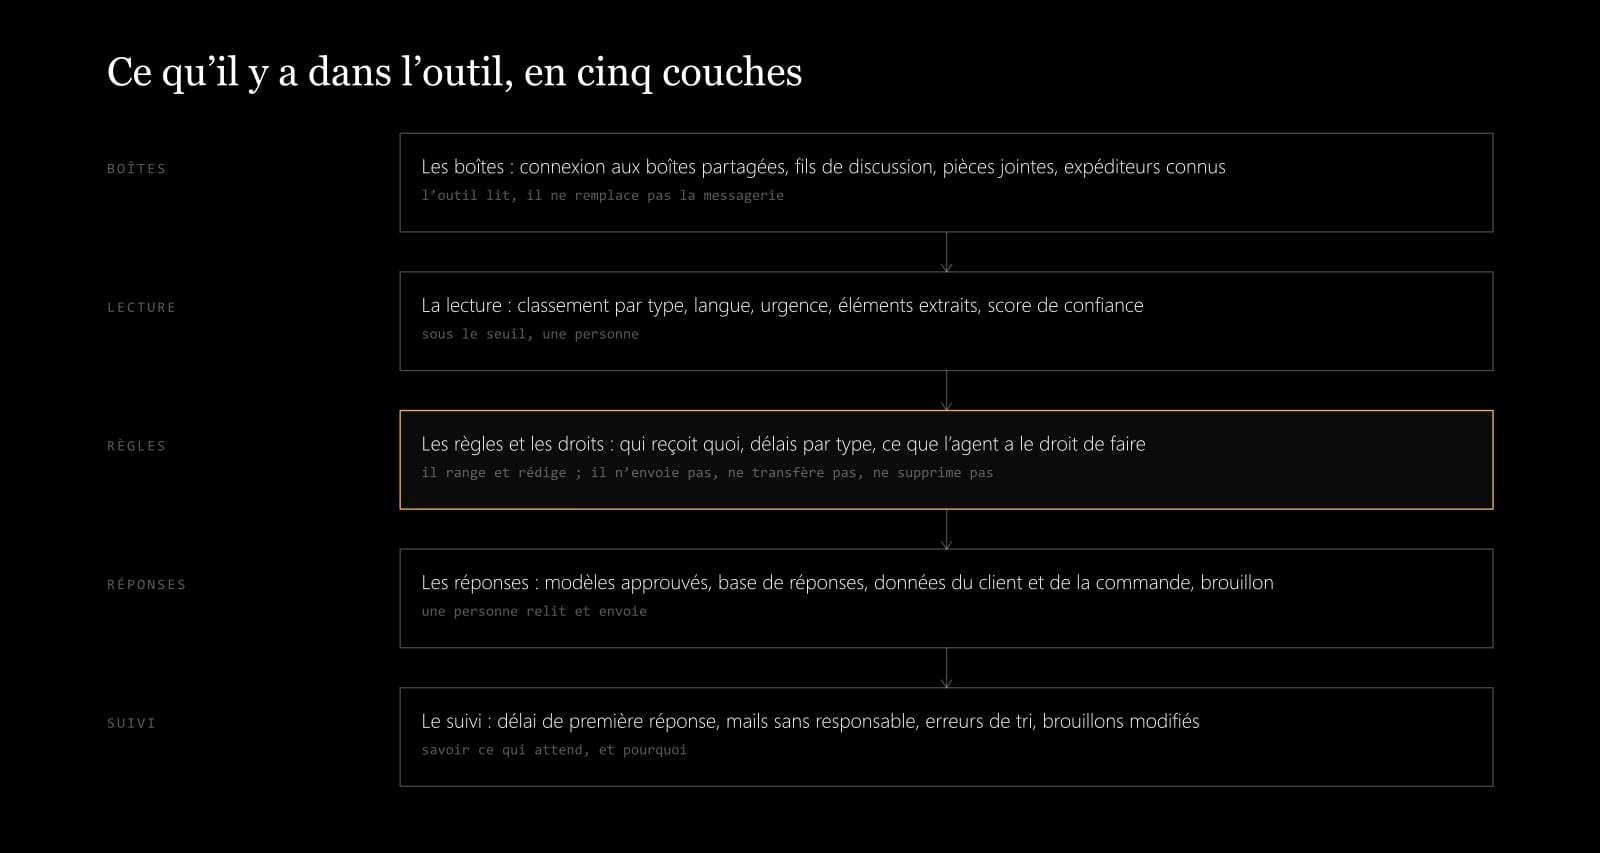 Ce qu’il y a dans l’outil, en cinq couches
BOÎTES
Les boîtes : connexion aux boîtes partagées, fils de discussion, pièces jointes, expéditeurs connus
l’outil lit, il ne remplace pas la messagerie
LECTURE
La lecture : classement par type, langue, urgence, éléments extraits, score de confiance
sous le seuil, une personne
RÈGLES
Les règles et les droits : qui reçoit quoi, délais par type, ce que l’agent a le droit de faire
il range et rédige ; il n’envoie pas, ne transfère pas, ne supprime pas
RÉPONSES
Les réponses : modèles approuvés, base de réponses, données du client et de la commande, brouillon
une personne relit et envoie
SUIVI
Le suivi : délai de première réponse, mails sans responsable, erreurs de tri, brouillons modifiés
savoir ce qui attend, et pourquoi